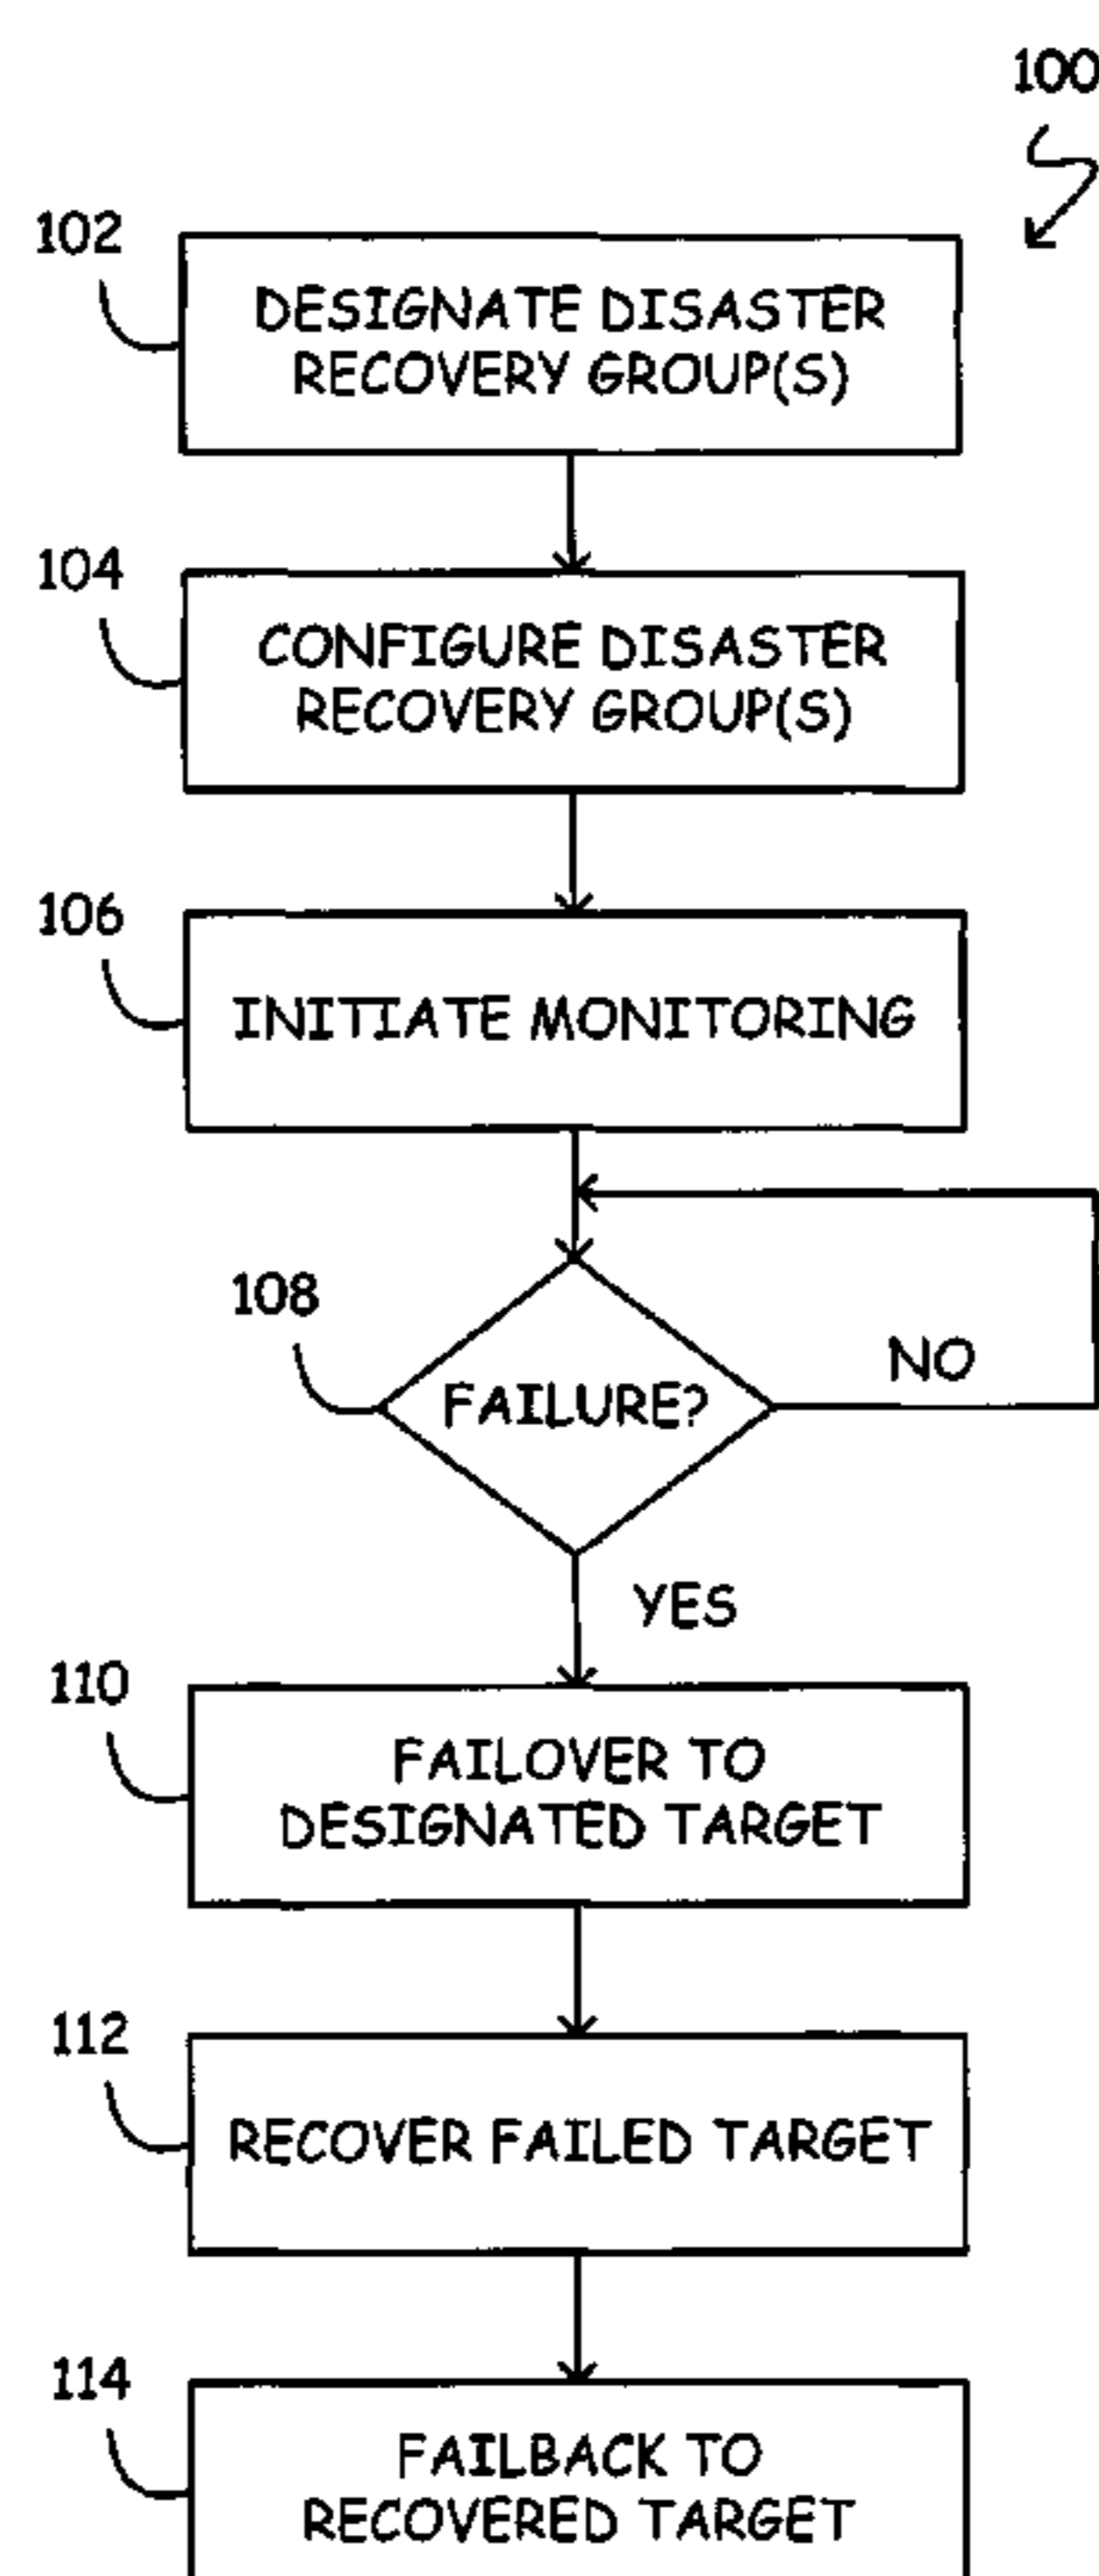 100
102
DESIGNATE DISASTER
RECOVERY GROUP(S)
104
CONFIGURE DISASTER
RECOVERY GROUP(S)
106
INITIATE MONITORING
108
FAILURE?
NO
YES
110
FAILOVER TO
DESIGNATED TARGET
112
RECOVER FAILED TARGET
114
FAILBACK TO
RECOVERED TARGET